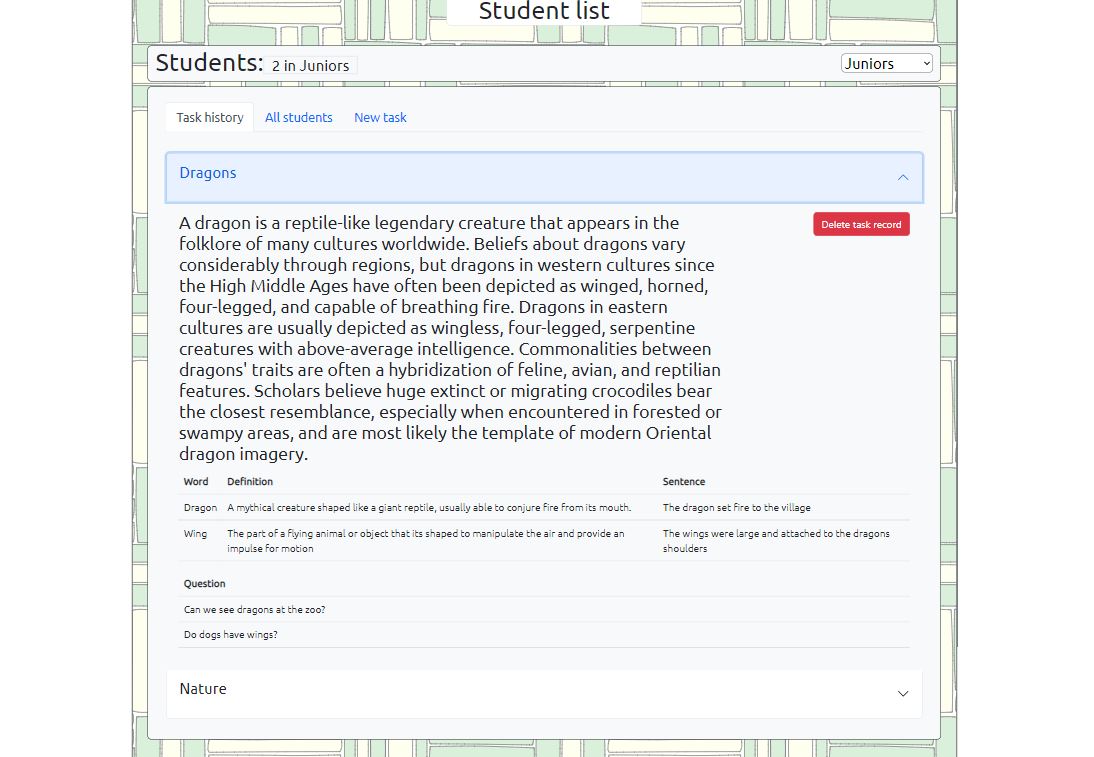 Student list
Students: 2 in Juniors
Juniors
Task history All students New task
Dragons
A dragon is a reptile-like legendary creature that appears in the
folklore of many cultures worldwide. Beliefs about dragons vary
considerably through regions, but dragons in western cultures since
the High Middle Ages have often been depicted as winged, horned,
four-legged, and capable of breathing fire. Dragons in eastern
cultures are usually depicted as wingless, four-legged, serpentine
creatures with above-average intelligence. Commonalities between
dragons' traits are often a hybridization of feline, avian, and reptilian
features. Scholars believe huge extinct or migrating crocodiles bear
the closest resemblance, especially when encountered in forested or
swampy areas, and are most likely the template of modern Oriental
dragon imagery.
Delete task record
Word Definition Sentence
Dragon A mythical creature shaped like a giant reptile, usually able to conjure fire from its mouth. The dragon set fire to the village
Wing The part of a flying animal or object that its shaped to manipulate the air and provide an The wings were large and attached to the dragons
impulse for motion shoulders
Question
Can we see dragons at the zoo?
Do dogs have wings?
Nature